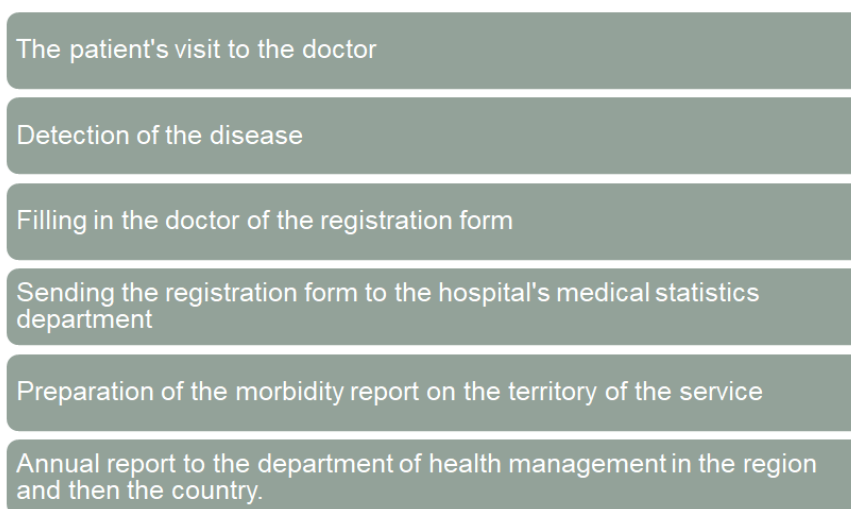 The patient's visit to the doctor
Detection of the disease
Filling in the doctor of the registration form
Sending the registration form to the hospital's medical statistics
department
Preparation of the morbidity report on the territory of the service
Annual report to the department of health management in the region
and then the country.